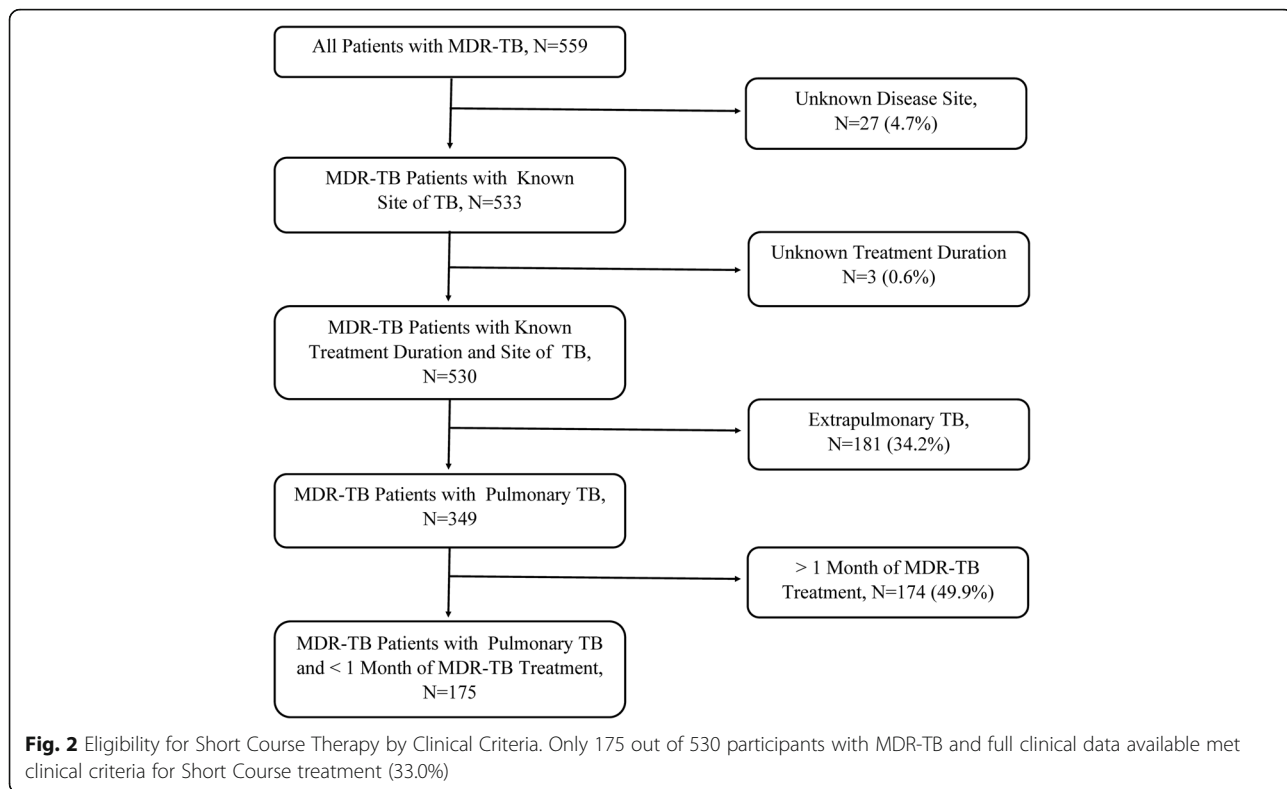 All Patients with MDR-TB, N=559
Unknown Disease Site,
N=27 (4.7%)
MDR-TB Patients with Known
Site of TB, N=533
Unknown Treatment Duration
N=3 (0.6%)
MDR-TB Patients with Known
Treatment Duration and Site of TB,
N=530
Extrapulmonary TB,
N=181 (34.2%)
MDR-TB Patients with Pulmonary TB,
N=349
> 1 Month of MDR-TB
Treatment, N=174 (49.9%)
MDR-TB Patients with Pulmonary TB
and < 1 Month of MDR-TB Treatment,
N=175
Fig. 2 Eligibility for Short Course Therapy by Clinical Criteria. Only 175 out of 530 participants with MDR-TB and full clinical data available met
clinical criteria for Short Course treatment (33.0%)